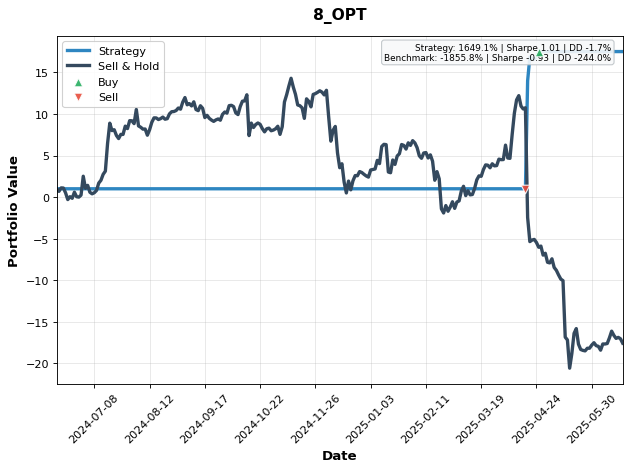 8_OPT
Strategy: 1649.1% | Sharpe 1.01 | DD -1.7%
Benchmark: -1855.8% | Sharpe -0.93 | DD -244.0%
Strategy
Sell & Hold
Buy
Sell
Portfolio Value
15
10
5
0
−5
−10
−15
−20
2024-07-08
2024-08-12
2024-09-17
2024-10-22
2024-11-26
2025-01-03
2025-02-11
2025-03-19
2025-04-24
2025-05-30
Date